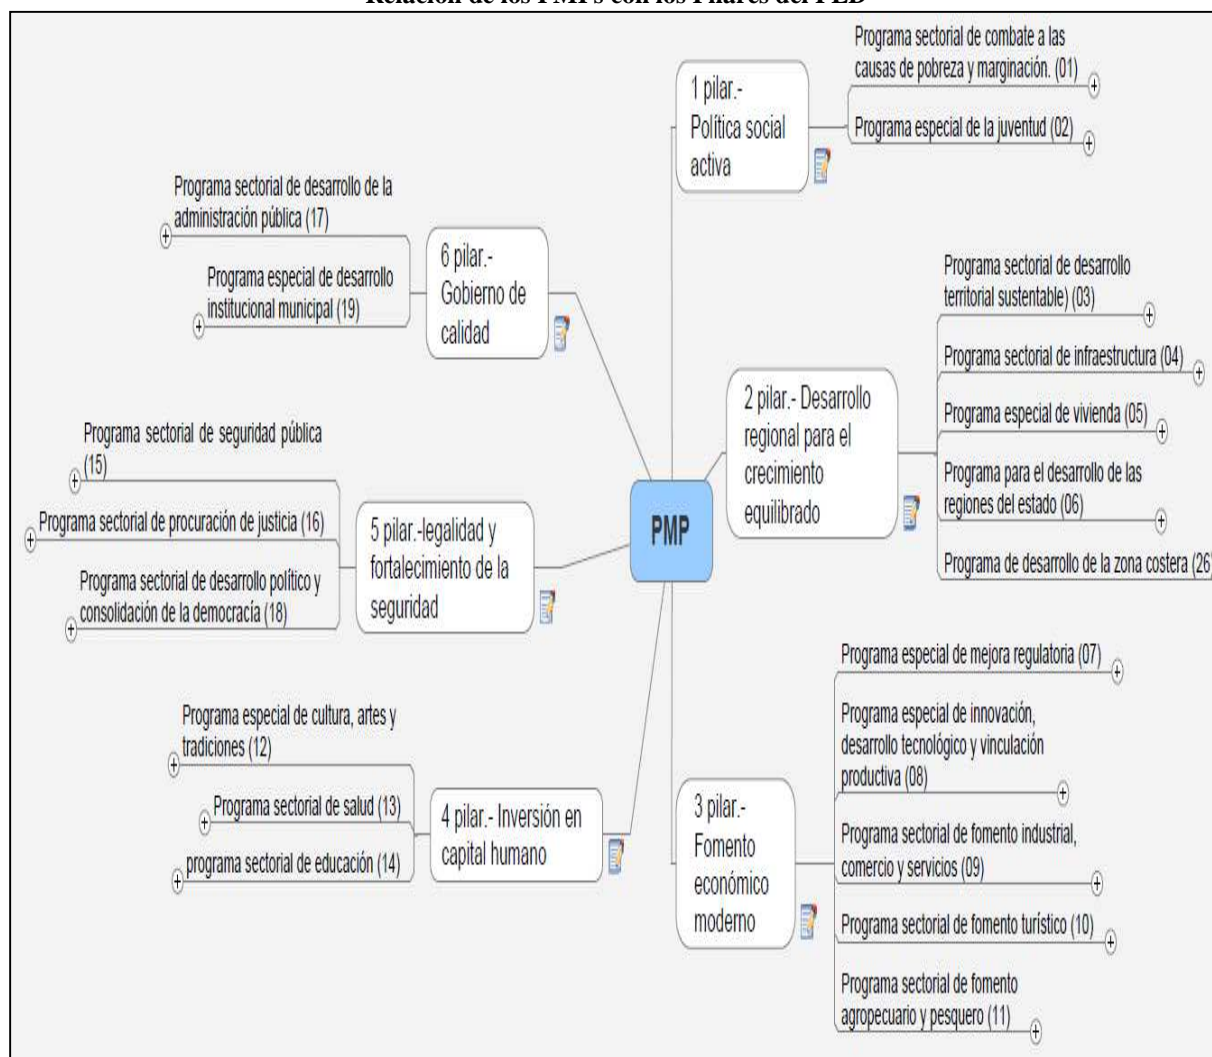 Relación de los PMPs con los Pilares del PED
1 pilar.-
Política social
activa
Programa sectorial de combate a las
causas de pobreza y marginación. (01)
Programa especial de la juventud (02)
2 pilar.- Desarrollo
regional para el
crecimiento
equilibrado
Programa sectorial de desarrollo
territorial sustentable) (03)
Programa sectorial de infraestructura (04)
Programa especial de vivienda (05)
Programa para el desarrollo de las
regiones del estado (06)
Programa de desarrollo de la zona costera (26)
PMP
3 pilar.-
Fomento
económico
moderno
Programa especial de mejora regulatoria (07)
Programa especial de innovación,
desarrollo tecnológico y vinculación
productiva (08)
Programa sectorial de fomento industrial,
comercio y servicios (09)
Programa sectorial de fomento turístico (10)
Programa sectorial de fomento
agropecuario y pesquero (11)
4 pilar.- Inversión en
capital humano
Programa especial de cultura, artes y
tradiciones (12)
Programa sectorial de salud (13)
programa sectorial de educación (14)
5 pilar.-legalidad y
fortalecimiento de la
seguridad
Programa sectorial de seguridad pública
(15)
Programa sectorial de procuración de justicia (16)
Programa sectorial de desarrollo político y
consolidación de la democracía (18)
6 pilar.-
Gobierno de
calidad
Programa sectorial de desarrollo de la
administración pública (17)
Programa especial de desarrollo
institucional municipal (19)